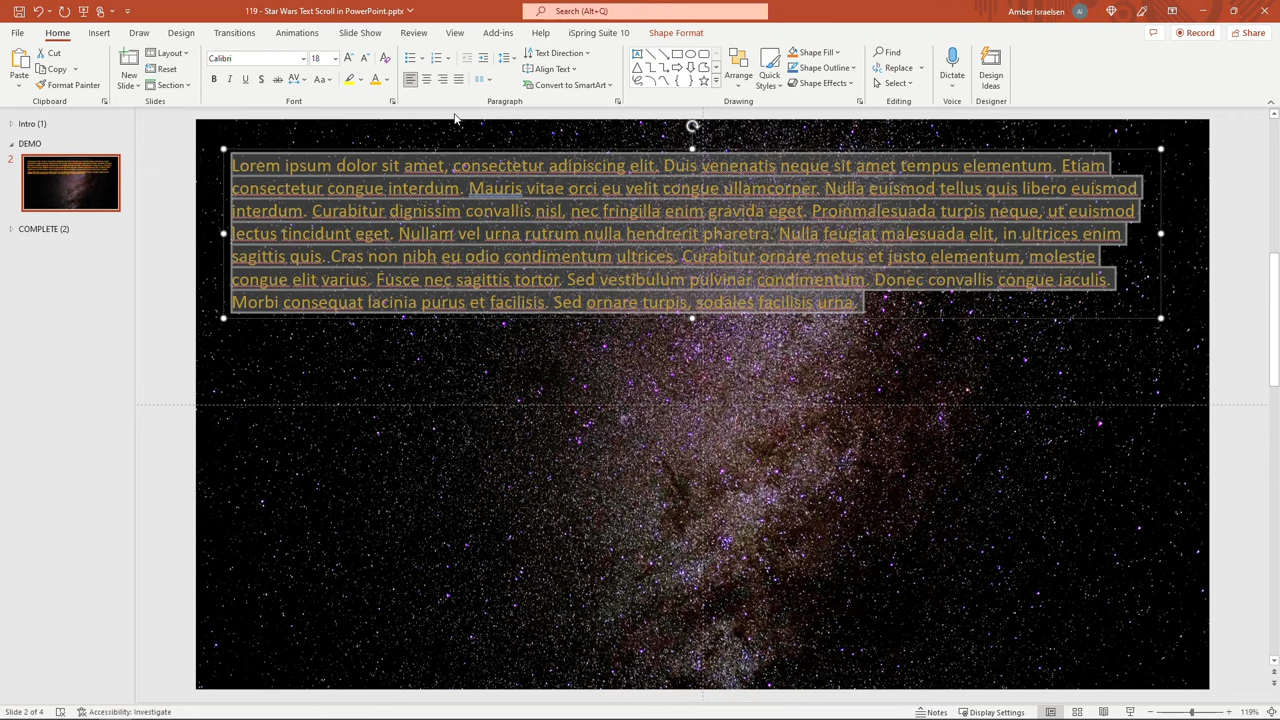 119 - Star Wars Text Scroll in PowerPoint.pptx
Search (Alt+Q)
Amber Israelsen
AI
File Home Insert Draw Design Transitions Animations Slide Show Review View Add-ins iSpring Suite 10 Shape Format
Record Share
Paste
Cut
Copy
Format Painter
Clipboard
New
Slide
Layout
Reset
Section
Slides
Calibri 18
Font
Text Direction
Align Text
Convert to SmartArt
Paragraph
Arrange
Quick
Styles
Shape Fill
Shape Outline
Shape Effects
Drawing
Find
Replace
Select
Editing
Dictate
Voice
Design
Ideas
Designer
Intro (1)
DEMO
2
COMPLETE (2)
Lorem ipsum dolor sit amet, consectetur adipiscing elit. Duis venenatis neque sit amet tempus elementum. Etiam
consectetur congue interdum. Mauris vitae orci eu velit congue ullamcorper. Nulla euismod tellus quis libero euismod
interdum. Curabitur dignissim convallis nisl, nec fringilla enim gravida eget. Proinmalesuada turpis neque, ut euismod
lectus tincidunt eget. Nullam vel urna rutrum nulla hendrerit pharetra. Nulla feugiat malesuada elit, in ultrices enim
sagittis quis. Cras non nibh eu odio condimentum ultrices. Curabitur ornare metus et justo elementum, molestie
congue elit varius. Fusce nec sagittis tortor. Sed vestibulum pulvinar condimentum. Donec convallis congue iaculis.
Morbi consequat lacinia purus et facilisis. Sed ornare turpis, sodales facilisis urna.
Slide 2 of 4 Accessibility: Investigate Notes Display Settings 119%